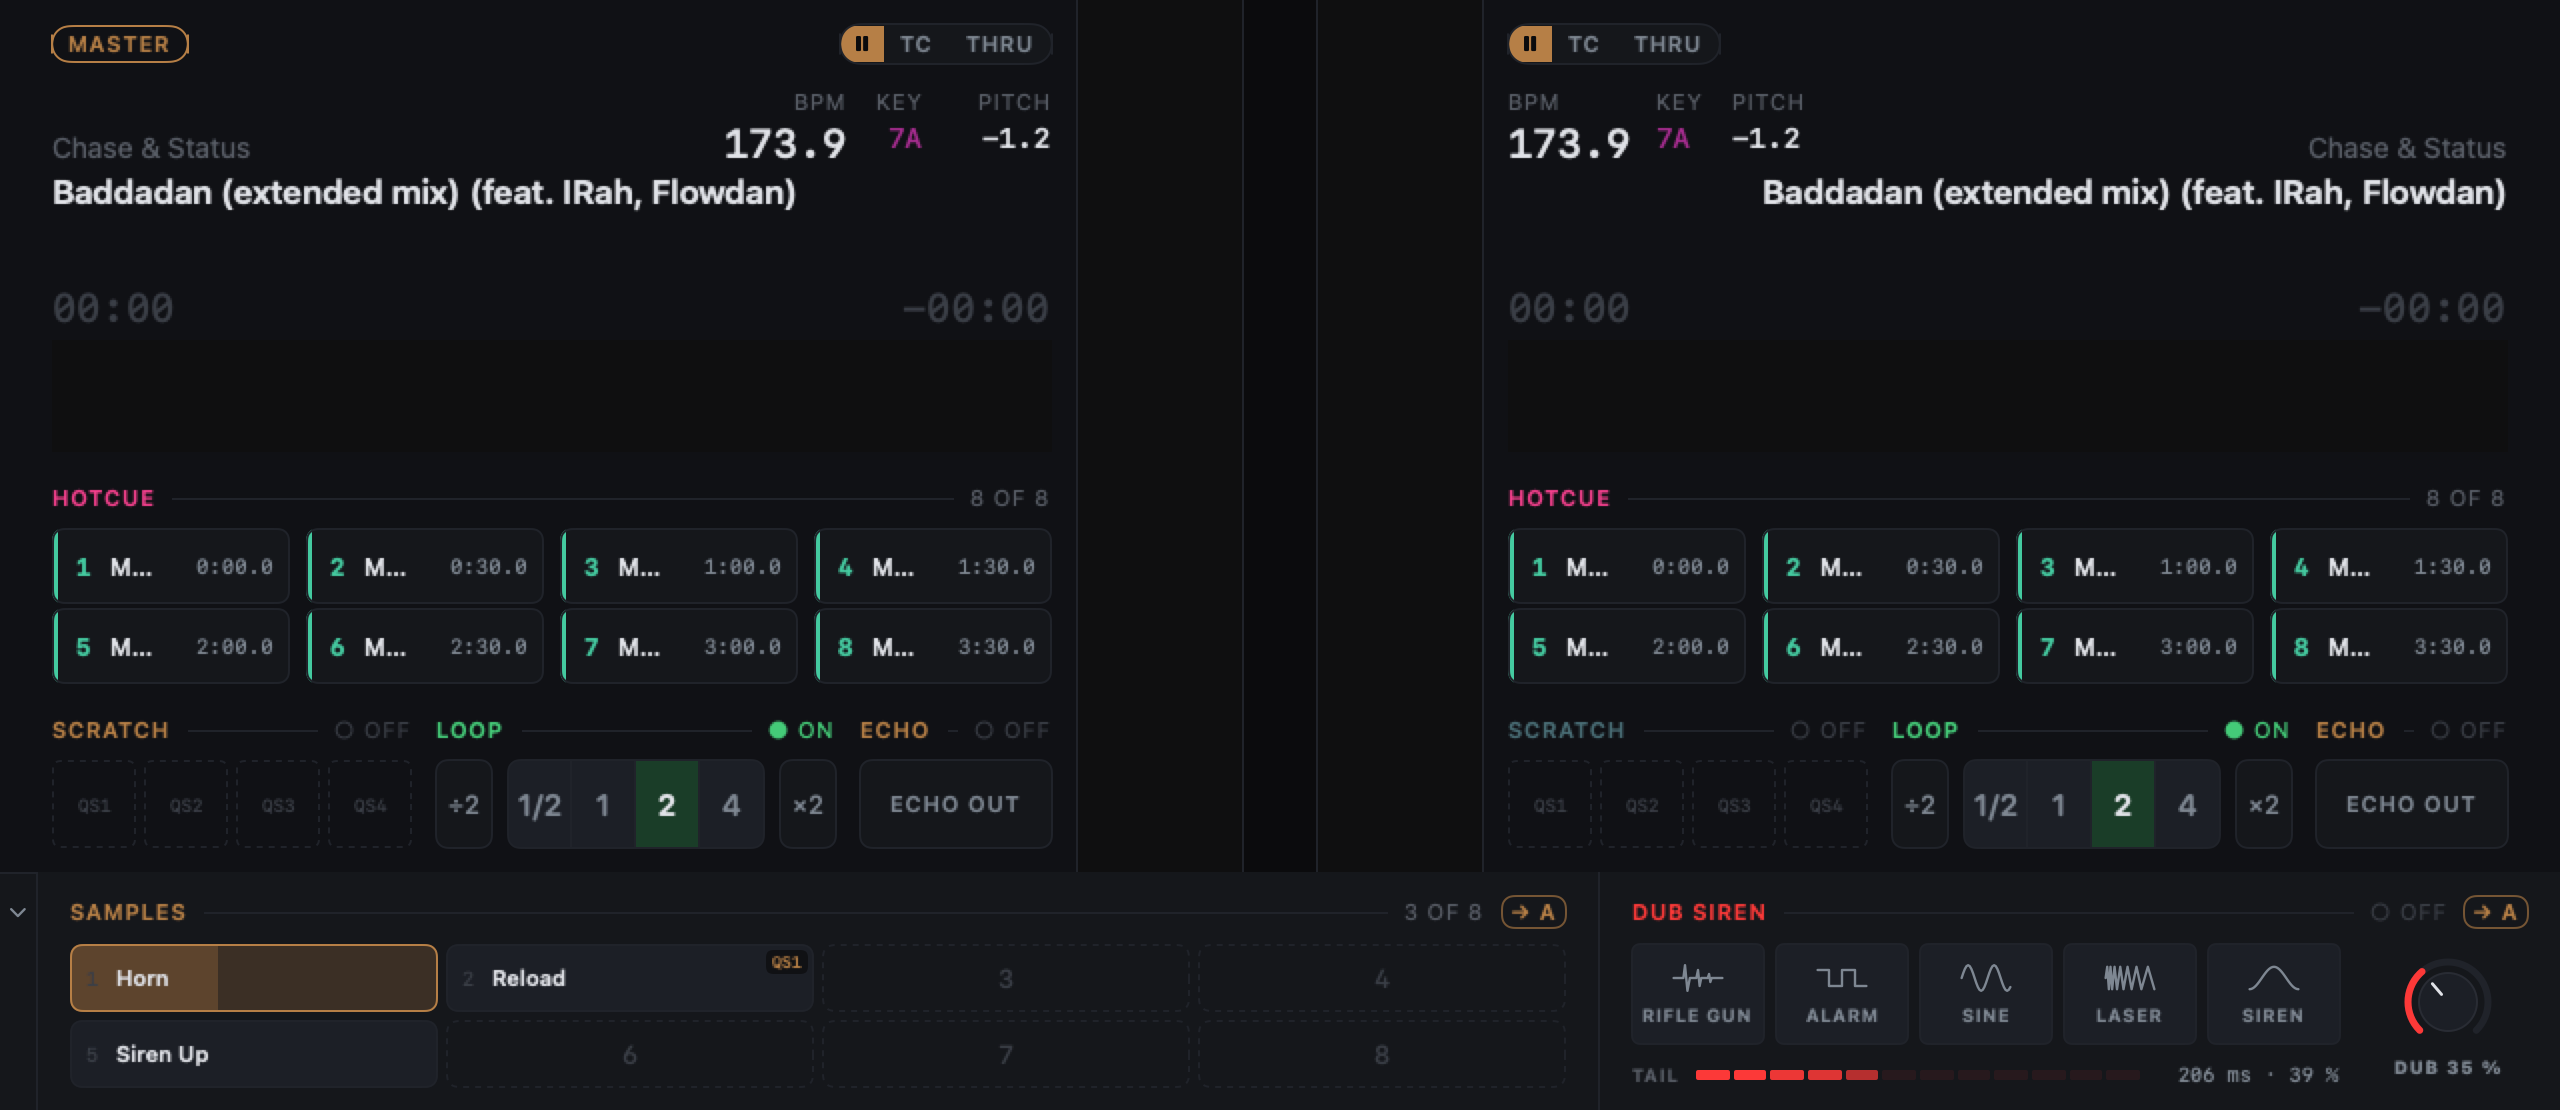 MASTER TC THRU
BPM KEY PITCH
173.9 7A −1.2
Chase & Status
Baddadan (extended mix) (feat. IRah, Flowdan)
00:00 −00:00
HOTCUE 8 OF 8
1 M... 0:00.0 2 M... 0:30.0 3 M... 1:00.0 4 M... 1:30.0
5 M... 2:00.0 6 M... 2:30.0 7 M... 3:00.0 8 M... 3:30.0
SCRATCH OFF LOOP ON ECHO OFF
QS1 QS2 QS3 QS4 ÷2 1/2 1 2 4 ×2 ECHO OUT
TC THRU
BPM KEY PITCH
173.9 7A −1.2
Chase & Status
Baddadan (extended mix) (feat. IRah, Flowdan)
00:00 −00:00
HOTCUE 8 OF 8
1 M... 0:00.0 2 M... 0:30.0 3 M... 1:00.0 4 M... 1:30.0
5 M... 2:00.0 6 M... 2:30.0 7 M... 3:00.0 8 M... 3:30.0
SCRATCH OFF LOOP ON ECHO OFF
QS1 QS2 QS3 QS4 ÷2 1/2 1 2 4 ×2 ECHO OUT
SAMPLES 3 OF 8 → A
1 Horn 2 Reload QS1 3 4
5 Siren Up 6 7 8
DUB SIREN OFF → A
RIFLE GUN ALARM SINE LASER SIREN
TAIL 206 ms · 39 % DUB 35 %